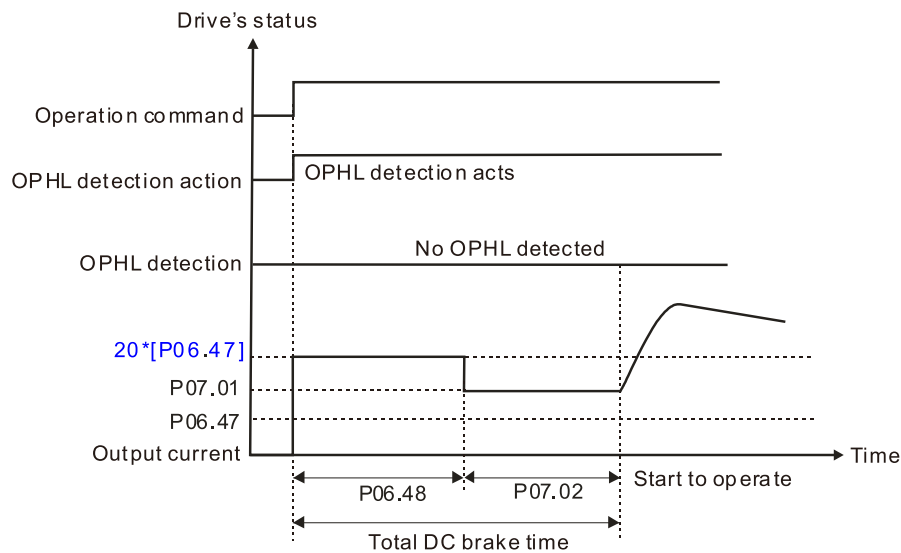 Drive's status
Operation command
OPHL detection action
OPHL detection acts
No OPHL detected
OPHL detection
20*[P06.47]
P07.01
P06.47
Output current
Time
P06.48
P07.02
Start to operate
Total DC brake time